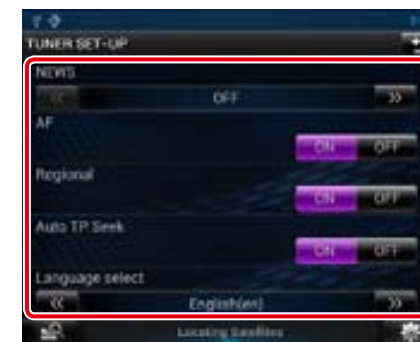 TUNER SET-UP
NEWS
<< OFF >>
AF
ON OFF
Regional
ON OFF
Auto TP Seek
ON OFF
Language select
<< English(en) >>
Locating Satellites